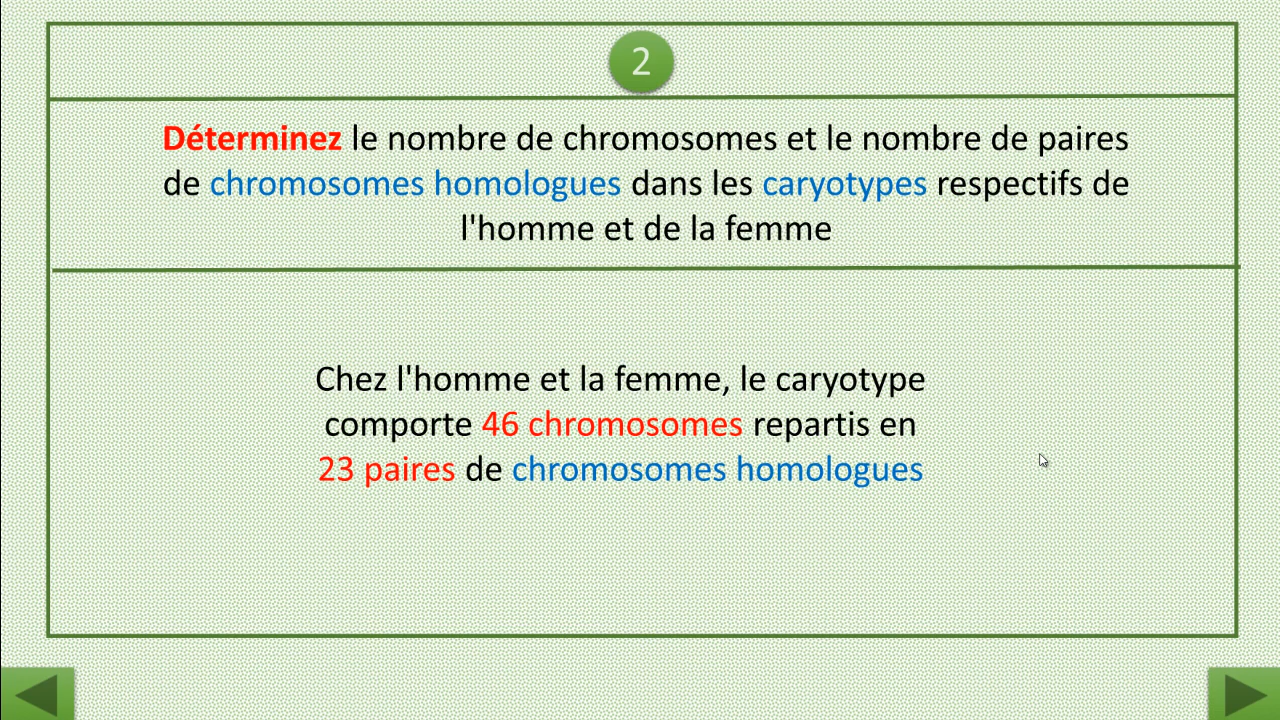 2
Déterminez le nombre de chromosomes et le nombre de paires
de chromosomes homologues dans les caryotypes respectifs de
l'homme et de la femme
Chez l'homme et la femme, le caryotype
comporte 46 chromosomes repartis en
23 paires de chromosomes homologues